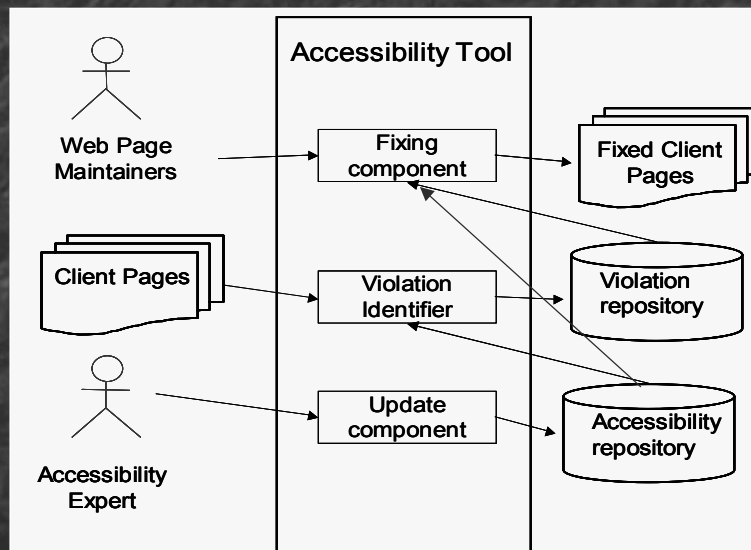 Accessibility Tool
Web Page
Maintainers
Fixing
component
Fixed Client
Pages
Client Pages
Violation
Identifier
Violation
repository
Accessibility
Expert
Update
component
Accessibility
repository